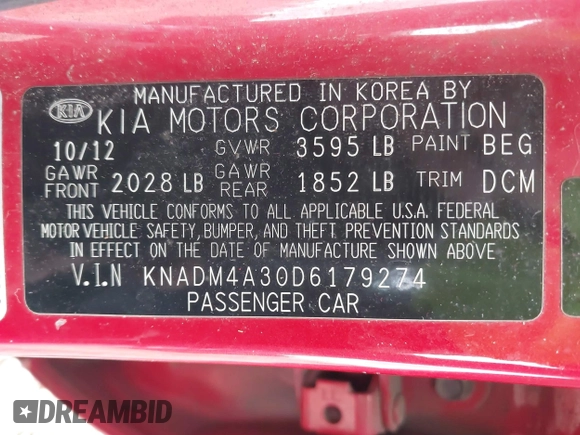 MANUFACTURED IN KOREA BY
KIA KIA MOTORS CORPORATION
10/12 GVWR 3595 LB PAINT BEG
GAWR FRONT 2028 LB GAWR REAR 1852 LB TRIM DCM
THIS VEHICLE CONFORMS TO ALL APPLICABLE U.S.A. FEDERAL
MOTOR VEHICLE SAFETY, BUMPER, AND THEFT PREVENTION STANDARDS
IN EFFECT ON THE DATE OF MANUFACTURE SHOWN ABOVE
V.I.N KNADM4A30D6179274
PASSENGER CAR
DREAMBID